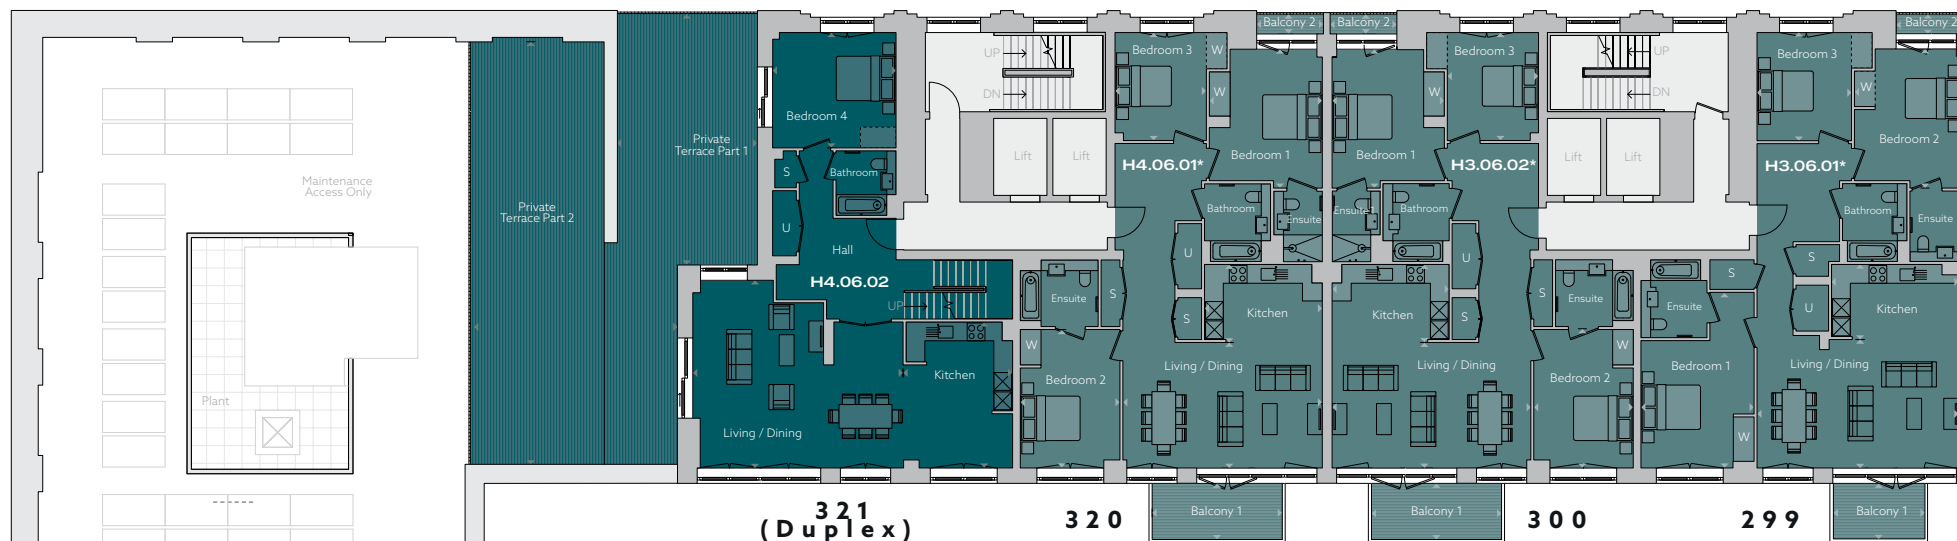 Maintenance
Access Only
Plant
Private
Terrace Part 2
Private
Terrace Part 1
Bedroom 4
S
Bathroom
U
Hall
H4.06.02
UP
Kitchen
Living / Dining
321
(Duplex)
UP
DN
Lift
Lift
Bedroom 3
W
W
Balcony 2
Bedroom 1
H4.06.01*
Bathroom
Ensuite
U
S
S
Ensuite
Kitchen
W
Bedroom 2
Living / Dining
Balcony 1
320
Balcony 2
Bedroom 3
W
Bedroom 1
H3.06.02*
Ensuite 1
Bathroom
U
S
S
Ensuite
Kitchen
W
Living / Dining
Bedroom 2
Balcony 1
300
UP
DN
Lift
Lift
Bedroom 3
W
Balcony 2
Bedroom 2
H3.06.01*
Bathroom
Ensuite
S
S
U
Ensuite
Kitchen
Bedroom 1
Living / Dining
W
Balcony 1
299